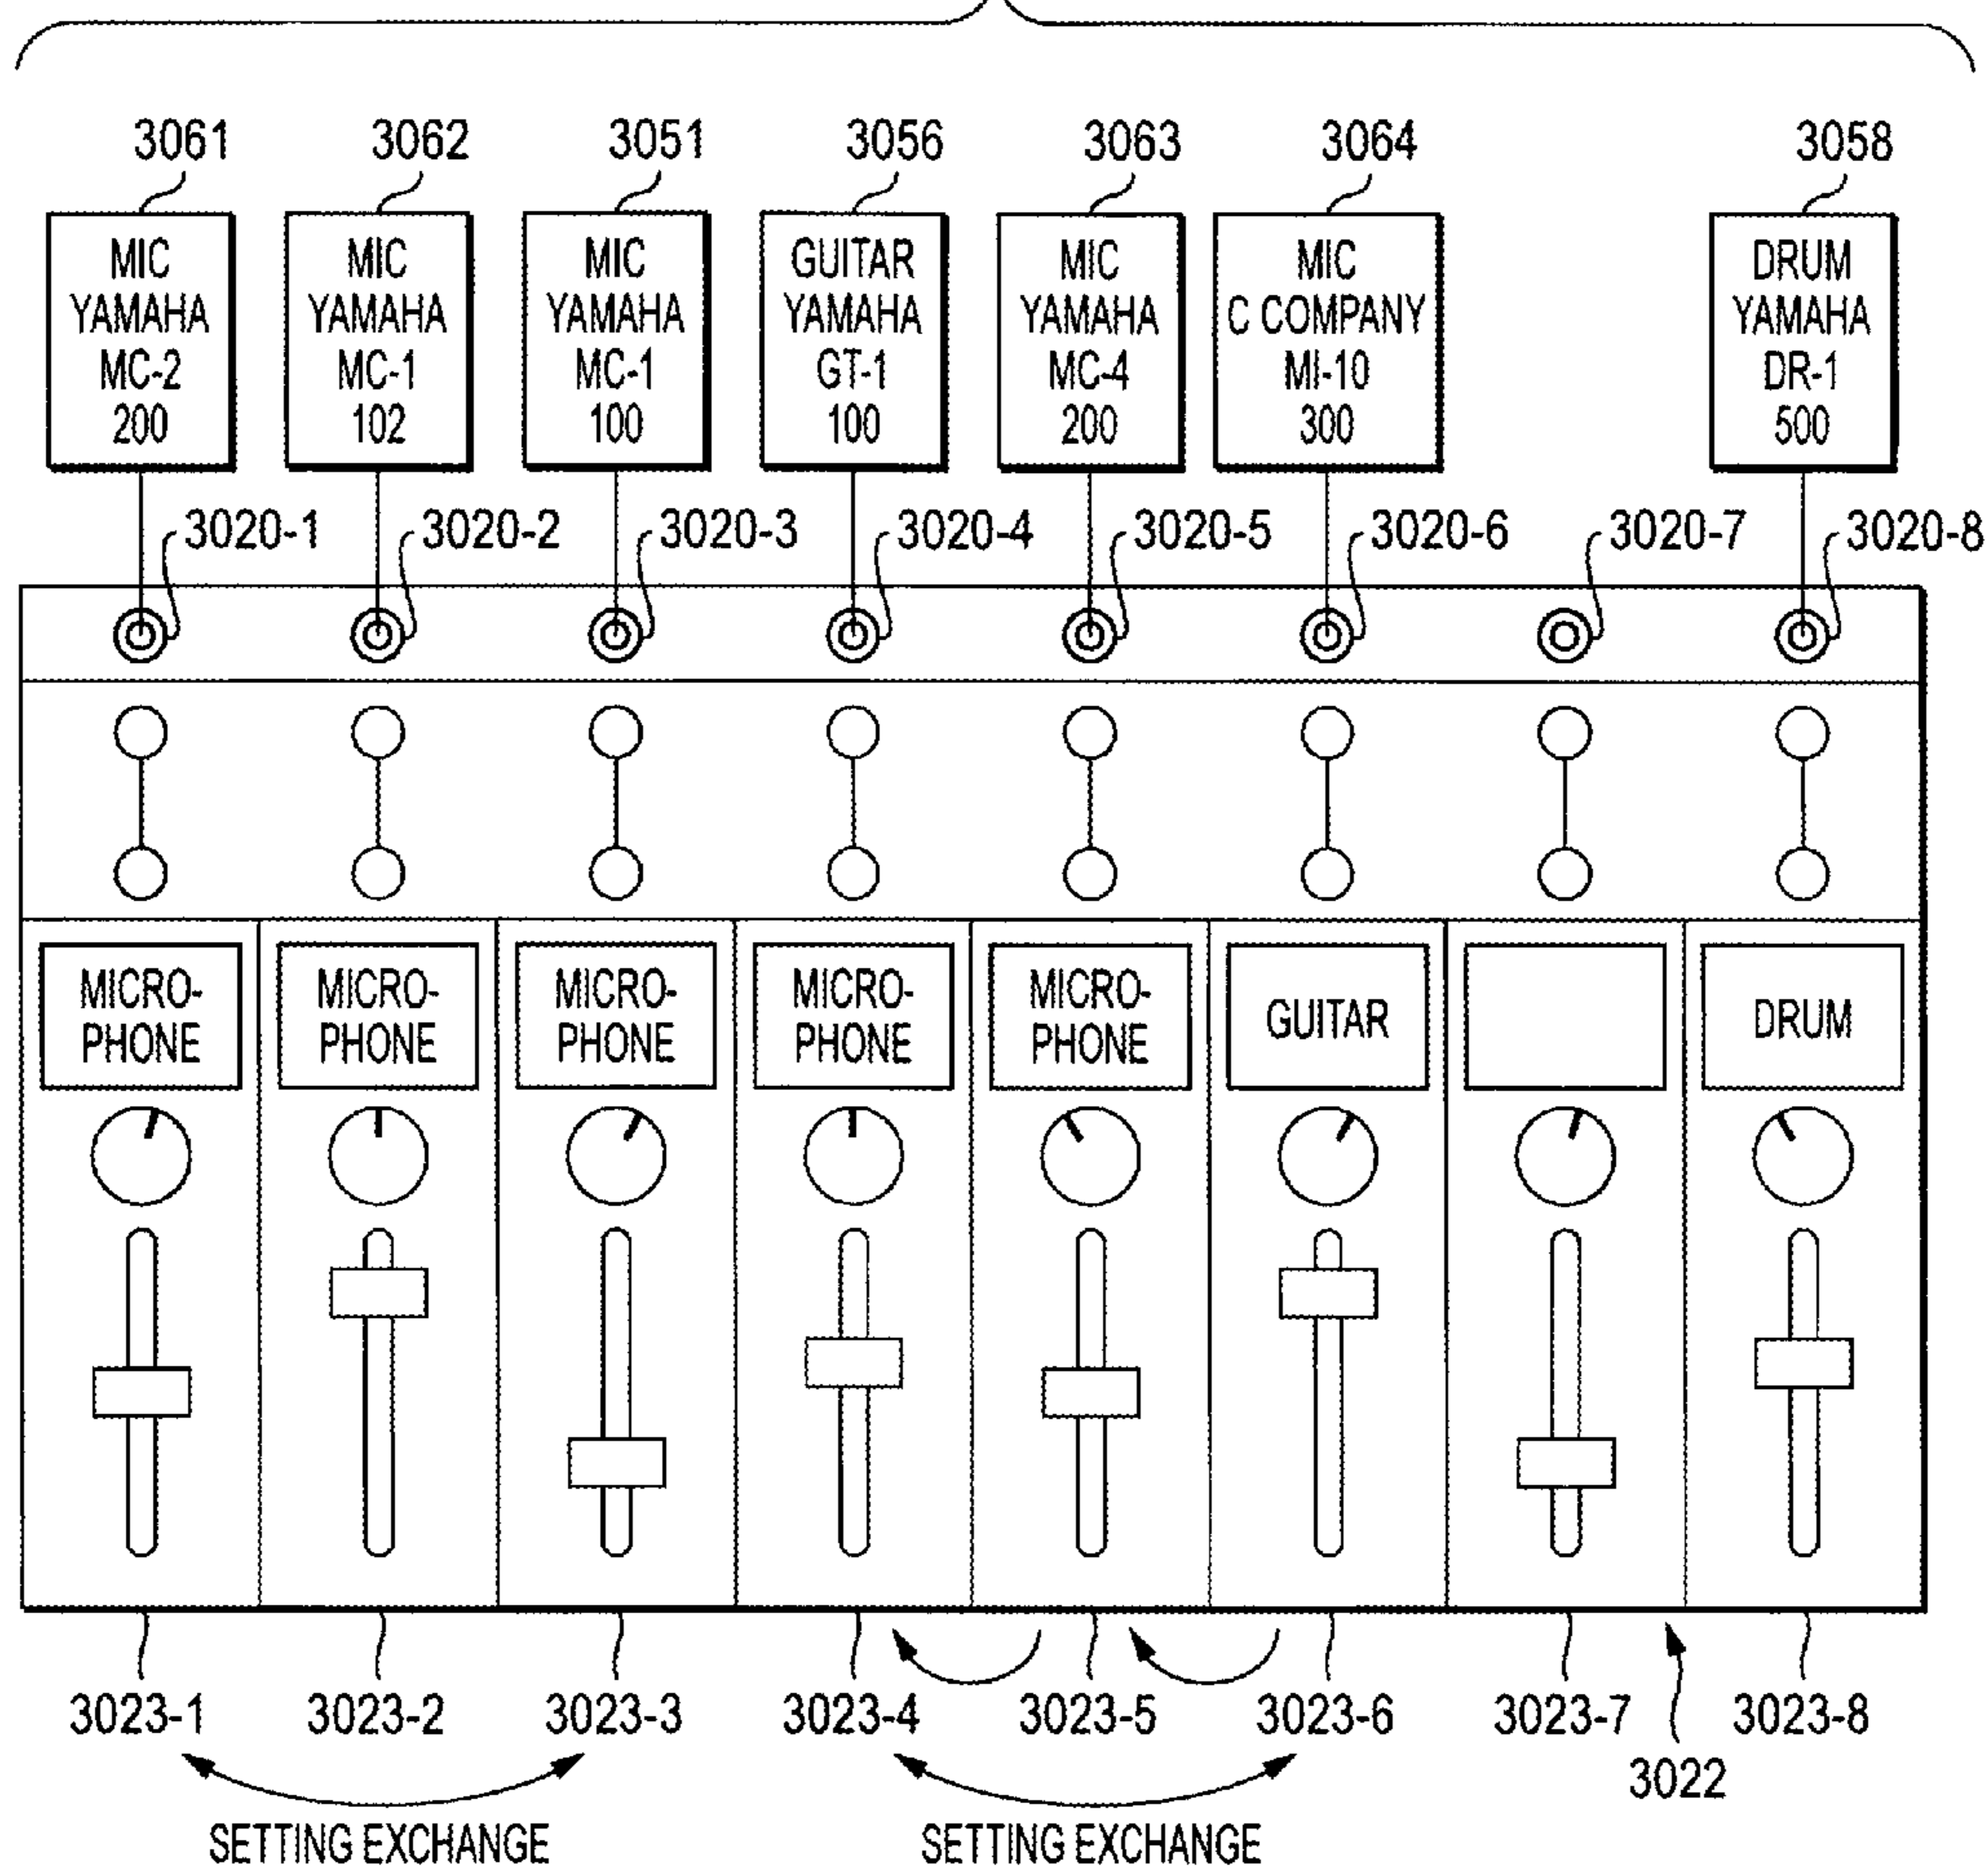 3061 3062 3051 3056 3063 3064 3058
MIC
YAMAHA
MC-2
200
MIC
YAMAHA
MC-1
102
MIC
YAMAHA
MC-1
100
GUITAR
YAMAHA
GT-1
100
MIC
YAMAHA
MC-4
200
MIC
C COMPANY
MI-10
300
DRUM
YAMAHA
DR-1
500
3020-1 3020-2 3020-3 3020-4 3020-5 3020-6 3020-7 3020-8
MICRO-
PHONE
MICRO-
PHONE
MICRO-
PHONE
MICRO-
PHONE
MICRO-
PHONE
GUITAR
DRUM
3023-1 3023-2 3023-3 3023-4 3023-5 3023-6 3023-7 3023-8
3022
SETTING EXCHANGE SETTING EXCHANGE